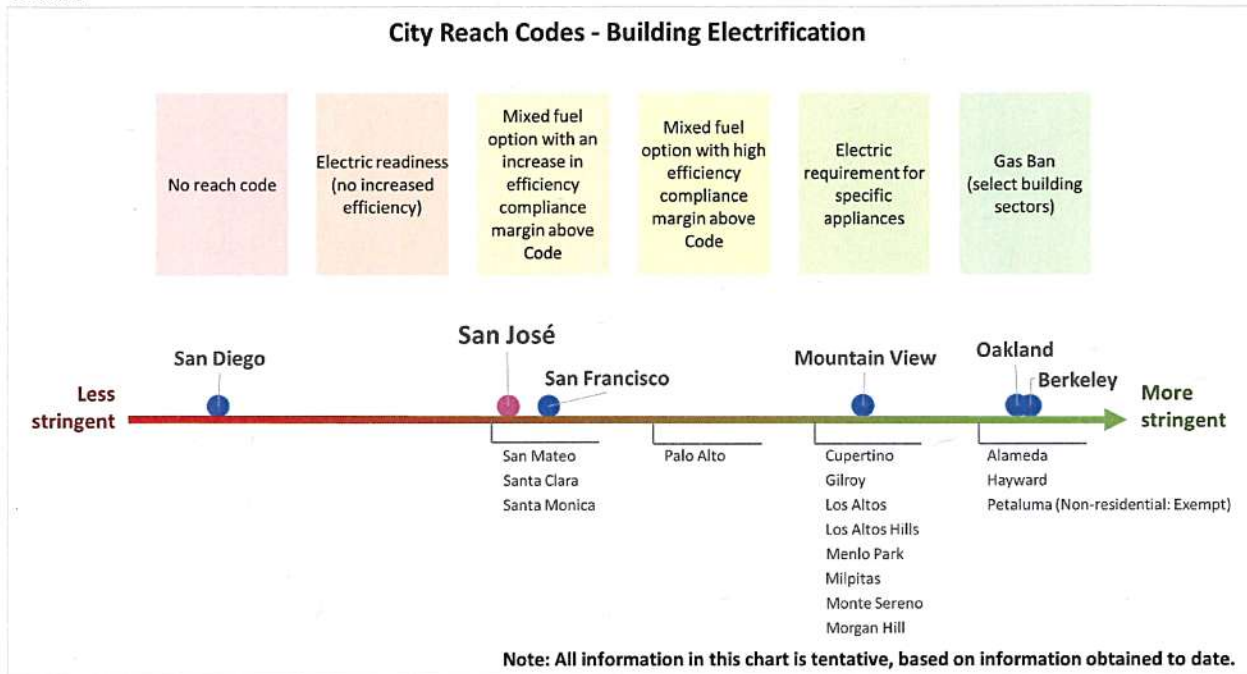 City Reach Codes - Building Electrification
No reach code
Electric readiness
(no increased
efficiency)
Mixed fuel
option with an
increase in
efficiency
compliance
margin above
Code
Mixed fuel
option with high
efficiency
compliance
margin above
Code
Electric
requirement for
specific
appliances
Gas Ban
(select building
sectors)
Less
stringent
San Diego
San José
San Francisco
Mountain View
Oakland
Berkeley
More
stringent
San Mateo
Santa Clara
Santa Monica
Palo Alto
Cupertino
Gilroy
Los Altos
Los Altos Hills
Menlo Park
Milpitas
Monte Sereno
Morgan Hill
Alameda
Hayward
Petaluma (Non-residential: Exempt)
Note: All information in this chart is tentative, based on information obtained to date.